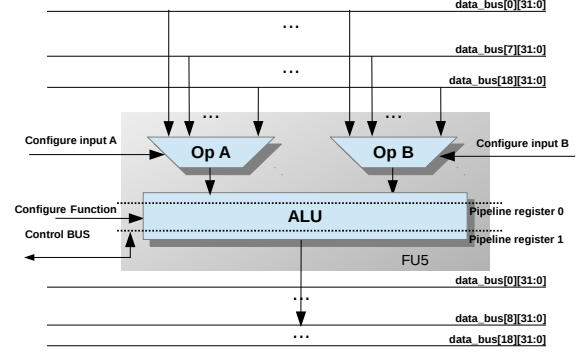 data_bus[0][31:0]
...
data_bus[7][31:0]
...
data_bus[18][31:0]
... ...
Configure input A
Op A
Op B
Configure input B
Configure Function
ALU
Pipeline register 0
Control BUS
Pipeline register 1
FU5
data_bus[0][31:0]
...
data_bus[8][31:0]
...
data_bus[18][31:0]